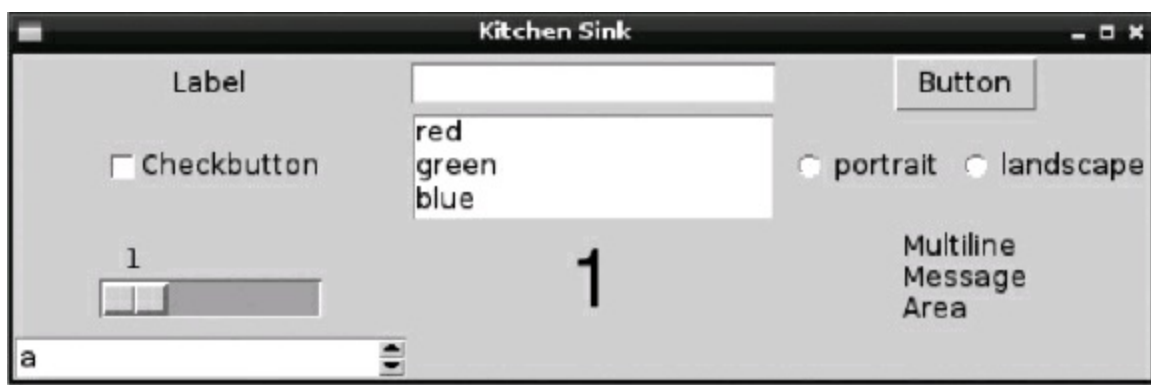 Kitchen Sink
Label
Button
red
green
blue
Checkbutton
portrait
landscape
1
1
Multiline
Message
Area
a